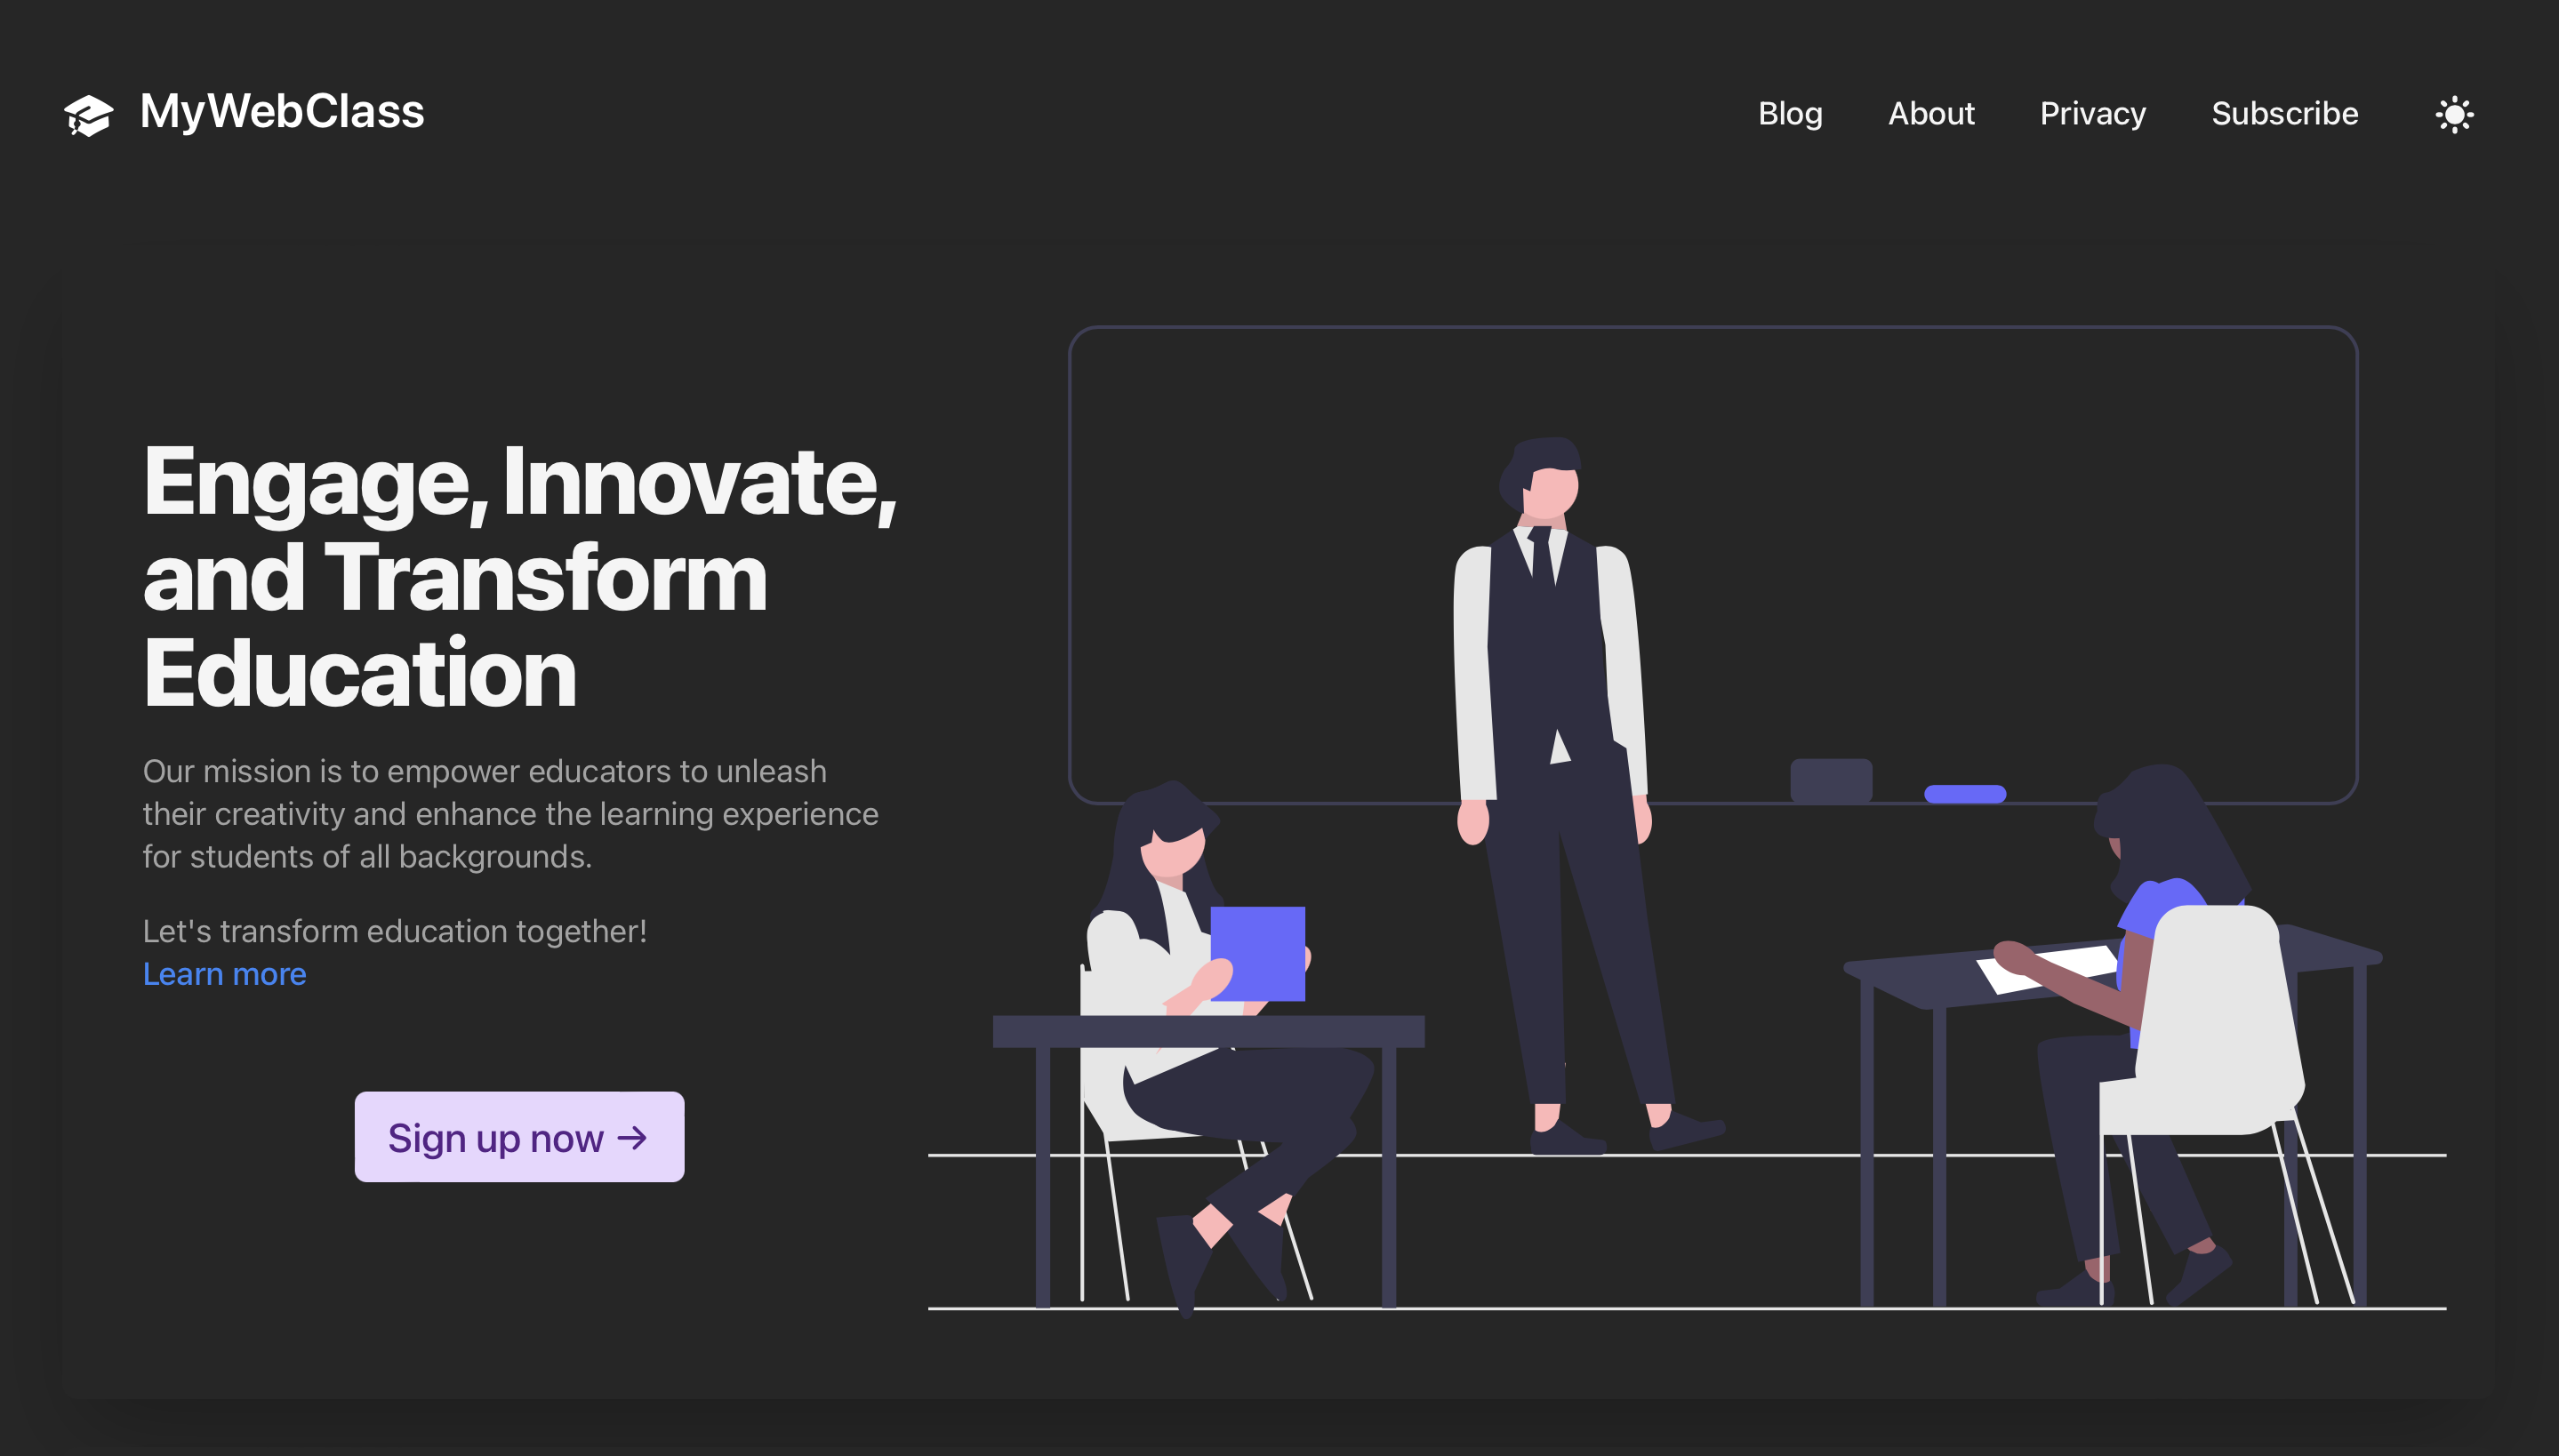 MyWebClass
Blog
About
Privacy
Subscribe
Engage, Innovate,
and Transform
Education
Our mission is to empower educators to unleash
their creativity and enhance the learning experience
for students of all backgrounds.
Let's transform education together!
Learn more
Sign up now →